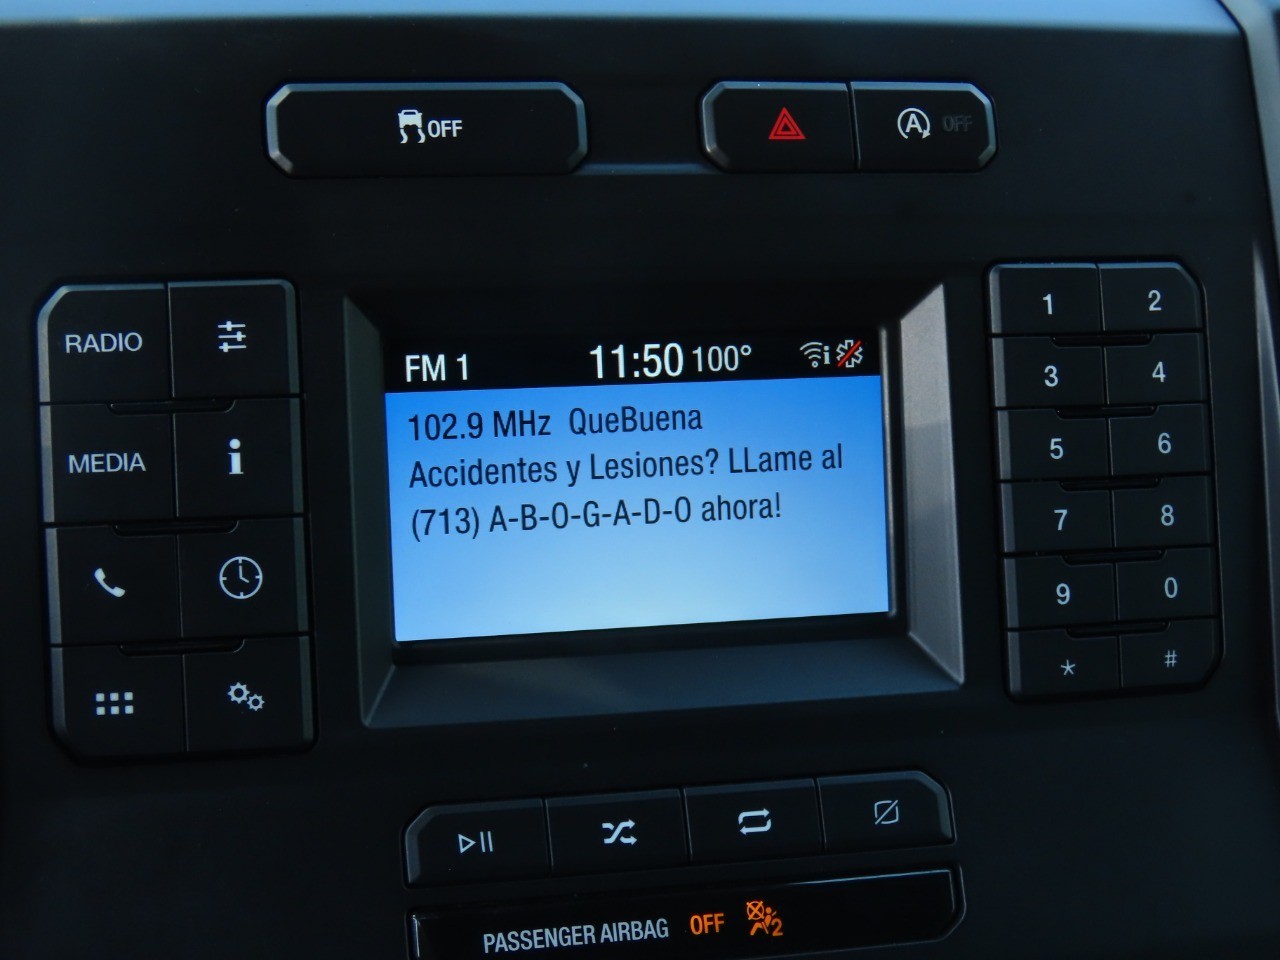 OFF
A OFF
RADIO
MEDIA
i
FM 1 11:50 100° i
102.9 MHz QueBuena
Accidentes y Lesiones? LLame al
(713) A-B-O-G-A-D-O ahora!
1 2
3 4
5 6
7 8
9 0
* #
PASSENGER AIRBAG OFF 2